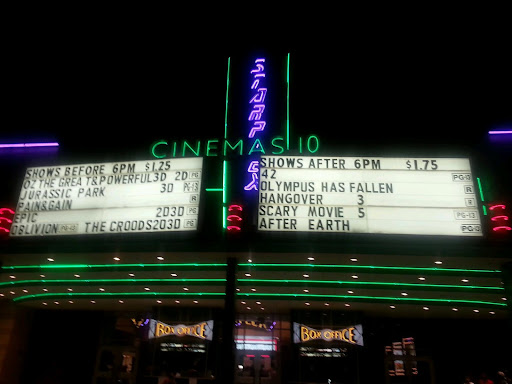 SILVERPLEX
CINEMAS 10
SHOWS BEFORE 6PM $1.25
OZ THE GREAT&POWERFUL3D 2D PG
JURASSIC PARK 3D PG-13
PAIN&GAIN R
EPIC 2D3D PG
OBLIVION PG-13 THE CROODS2D3D PG
SHOWS AFTER 6PM $1.75
42 PG-13
OLYMPUS HAS FALLEN R
HANGOVER 3 R
SCARY MOVIE 5 PG-13
AFTER EARTH PG-13
BOX OFFICE
BOX OFFICE